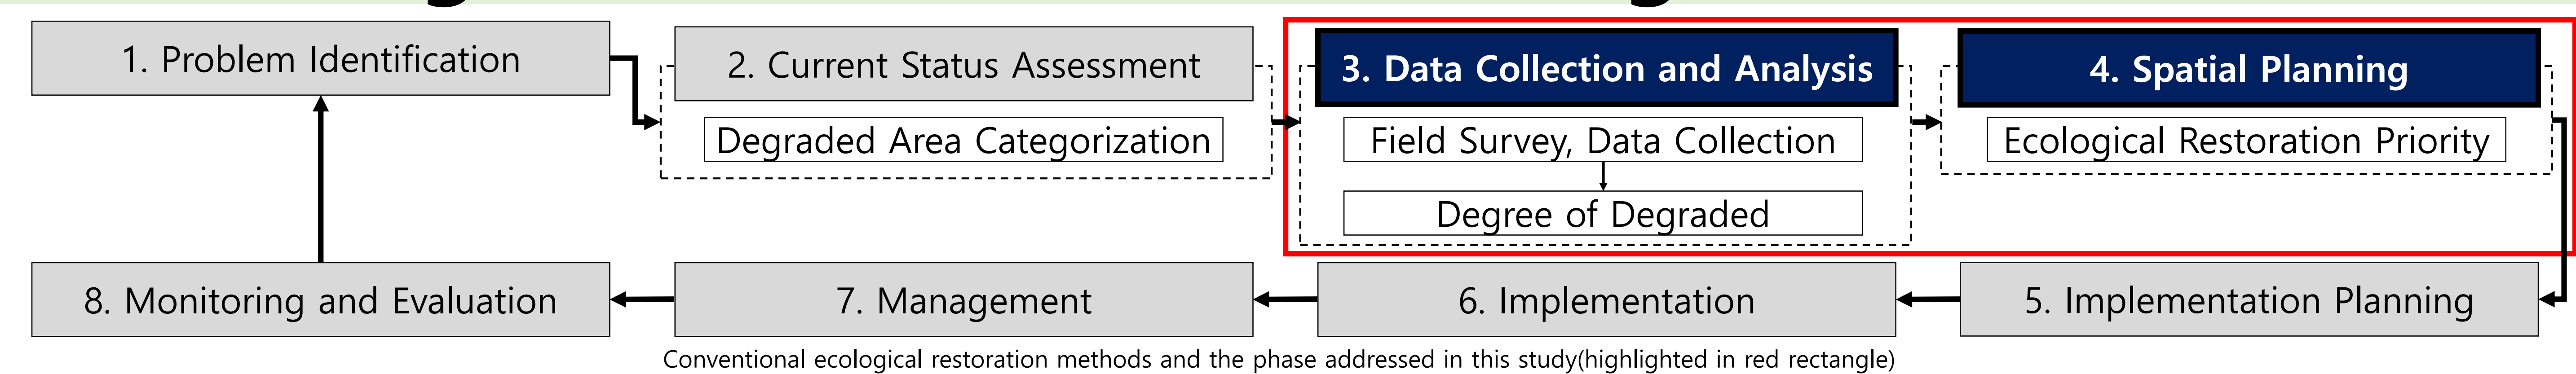 1. Problem Identification
2. Current Status Assessment
Degraded Area Categorization
3. Data Collection and Analysis
Field Survey, Data Collection
Degree of Degraded
4. Spatial Planning
Ecological Restoration Priority
5. Implementation Planning
6. Implementation
7. Management
8. Monitoring and Evaluation
Conventional ecological restoration methods and the phase addressed in this study(highlighted in red rectangle)